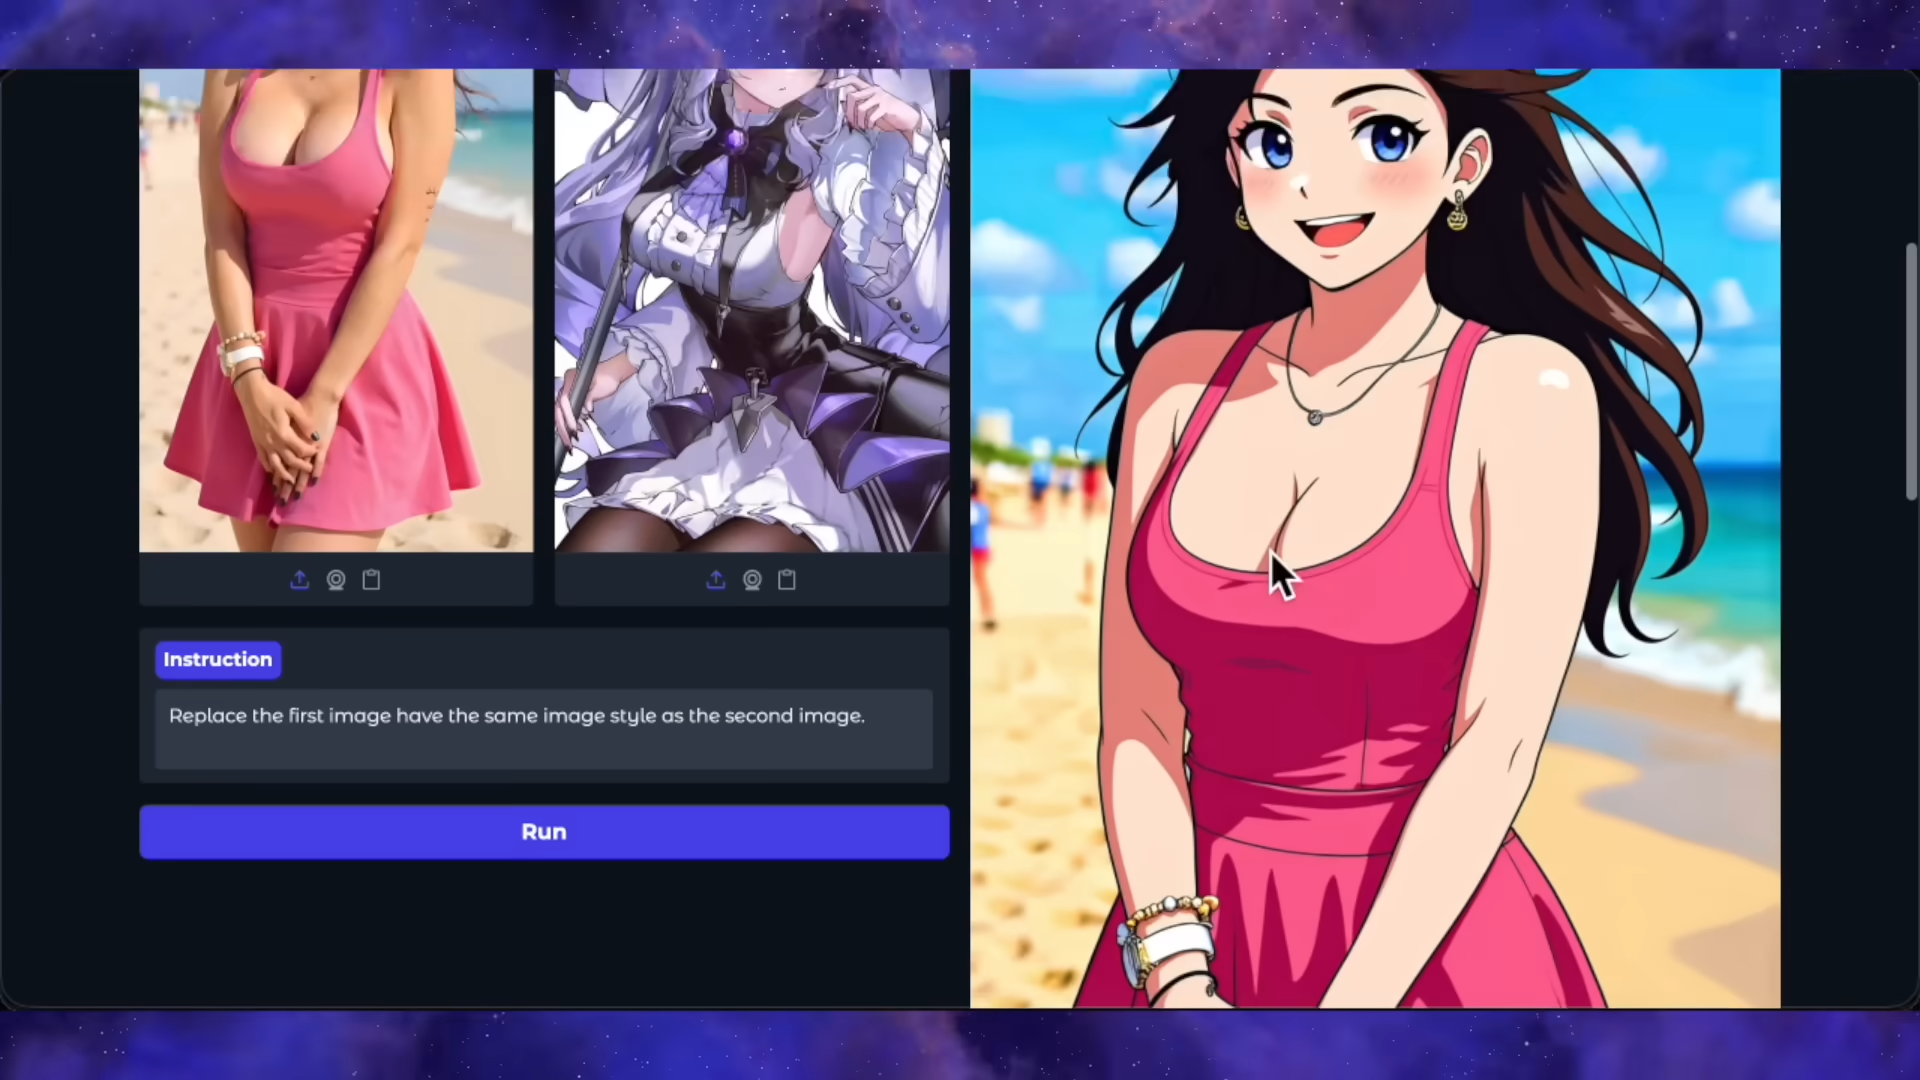 Instruction
Replace the first image have the same image style as the second image.
Run